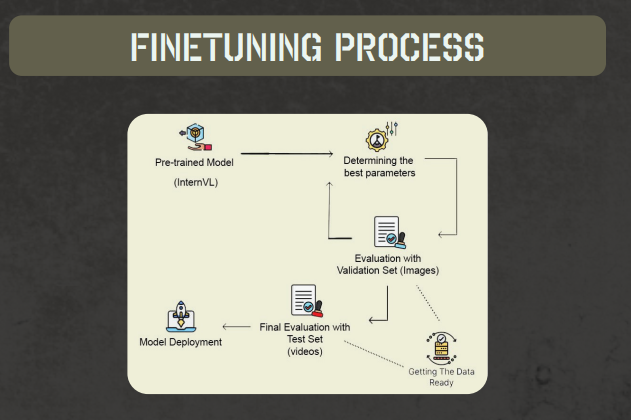 FINETUNING PROCESS
Pre-trained Model
(InternVL)
Determining the
best parameters
Evaluation with
Validation Set (Images)
Final Evaluation with
Test Set
(videos)
Model Deployment
Getting The Data
Ready